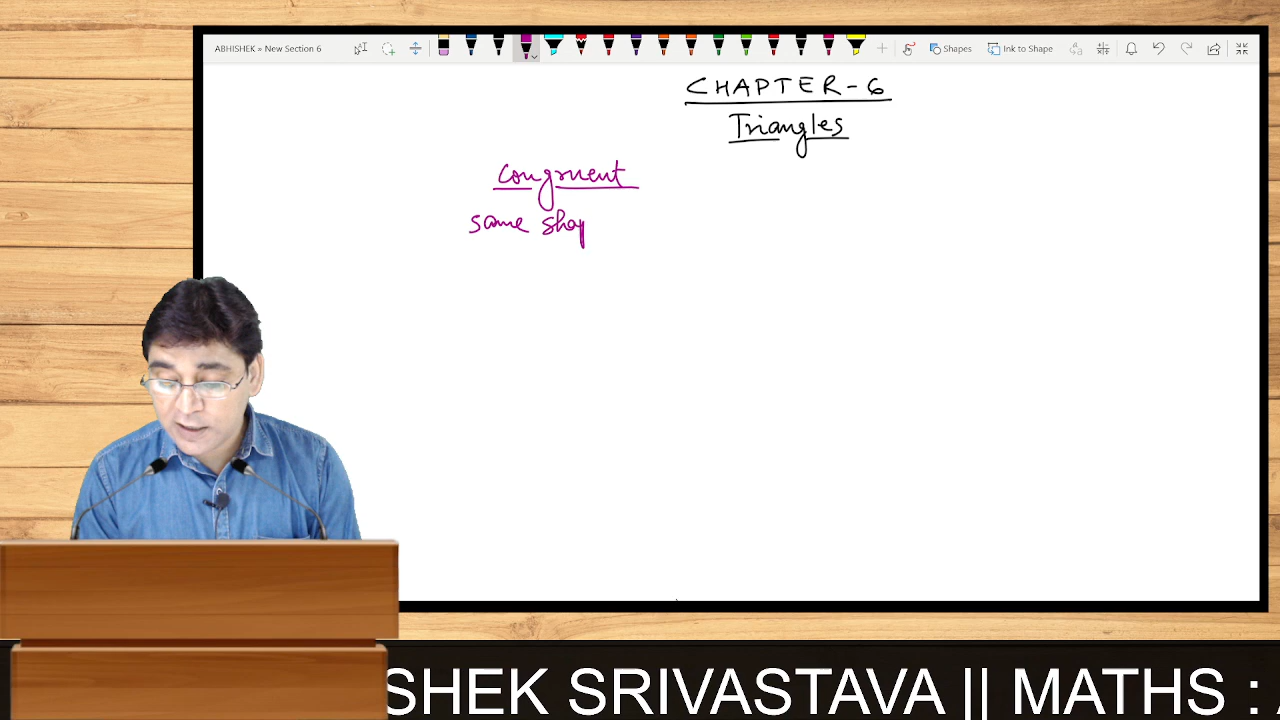 ABHISHEK » New Section 6
Shapes
Ink to Shape
CHAPTER-6
Triangles
Congruent
same shap
SHEK SRIVASTAVA || MATHS :